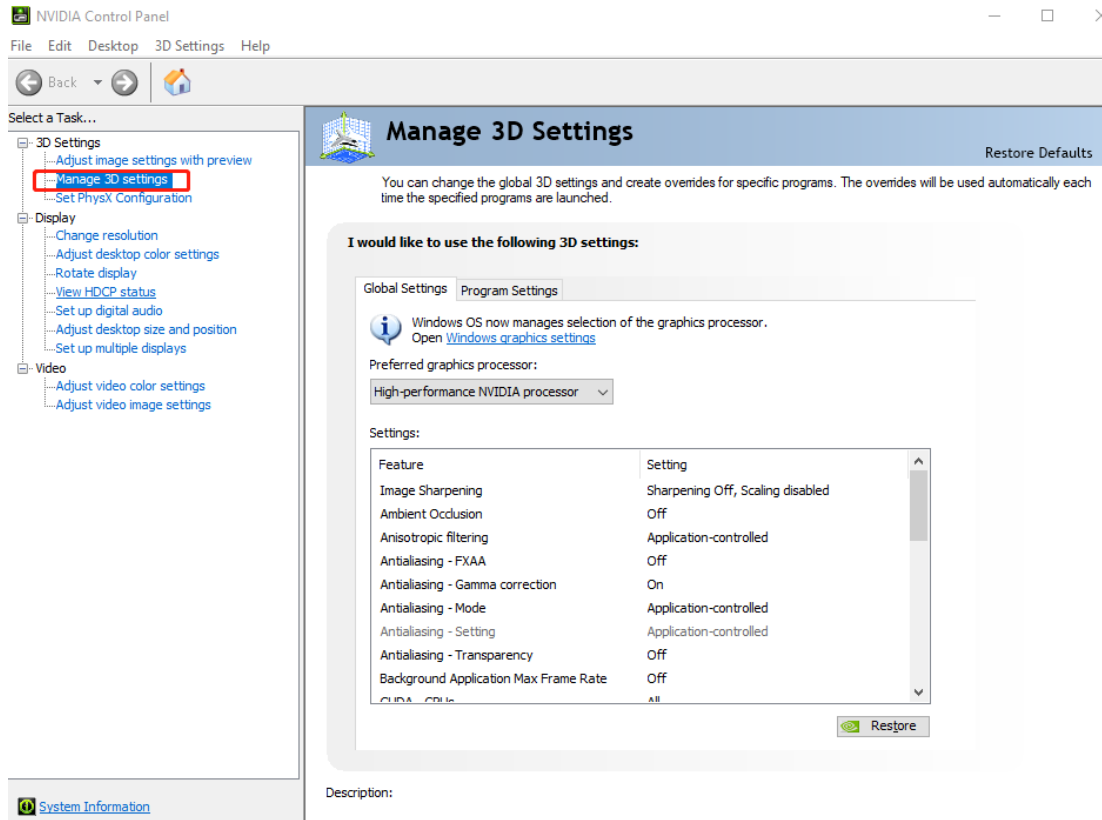 NVIDIA Control Panel
File Edit Desktop 3D Settings Help
Back
Select a Task...
3D Settings
Adjust image settings with preview
Manage 3D settings
Set PhysX Configuration
Display
Change resolution
Adjust desktop color settings
Rotate display
View HDCP status
Set up digital audio
Adjust desktop size and position
Set up multiple displays
Video
Adjust video color settings
Adjust video image settings
System Information
Manage 3D Settings
Restore Defaults
You can change the global 3D settings and create overrides for specific programs. The overrides will be used automatically each
time the specified programs are launched.
I would like to use the following 3D settings:
Global Settings Program Settings
Windows OS now manages selection of the graphics processor.
Open Windows graphics settings
Preferred graphics processor:
High-performance NVIDIA processor
Settings:
Feature Setting
Image Sharpening Sharpening Off, Scaling disabled
Ambient Occlusion Off
Anisotropic filtering Application-controlled
Antialiasing - FXAA Off
Antialiasing - Gamma correction On
Antialiasing - Mode Application-controlled
Antialiasing - Setting Application-controlled
Antialiasing - Transparency Off
Background Application Max Frame Rate Off
CUDA - GPUs All
Restore
Description: